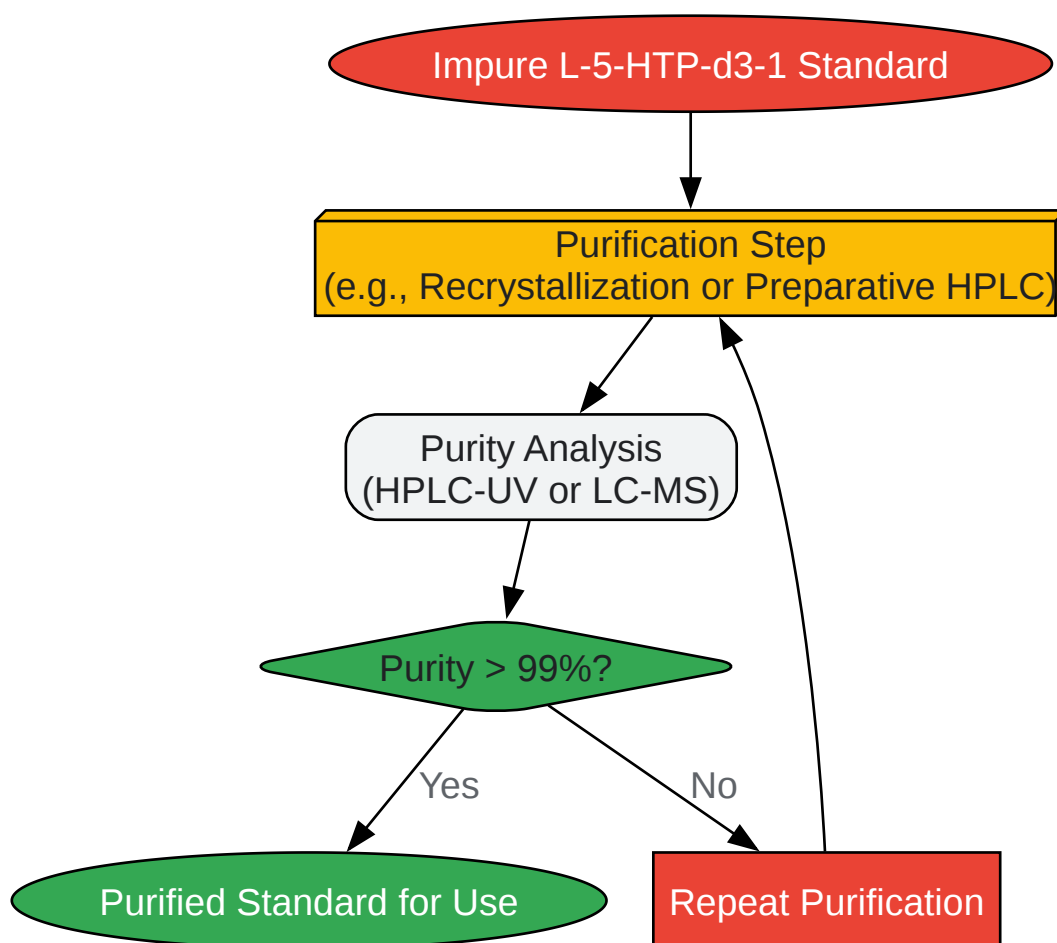 Impure L-5-HTP-d3-1 Standard
Purification Step
(e.g., Recrystallization or Preparative HPLC)
Purity Analysis
(HPLC-UV or LC-MS)
Purity > 99%?
Yes
No
Purified Standard for Use
Repeat Purification